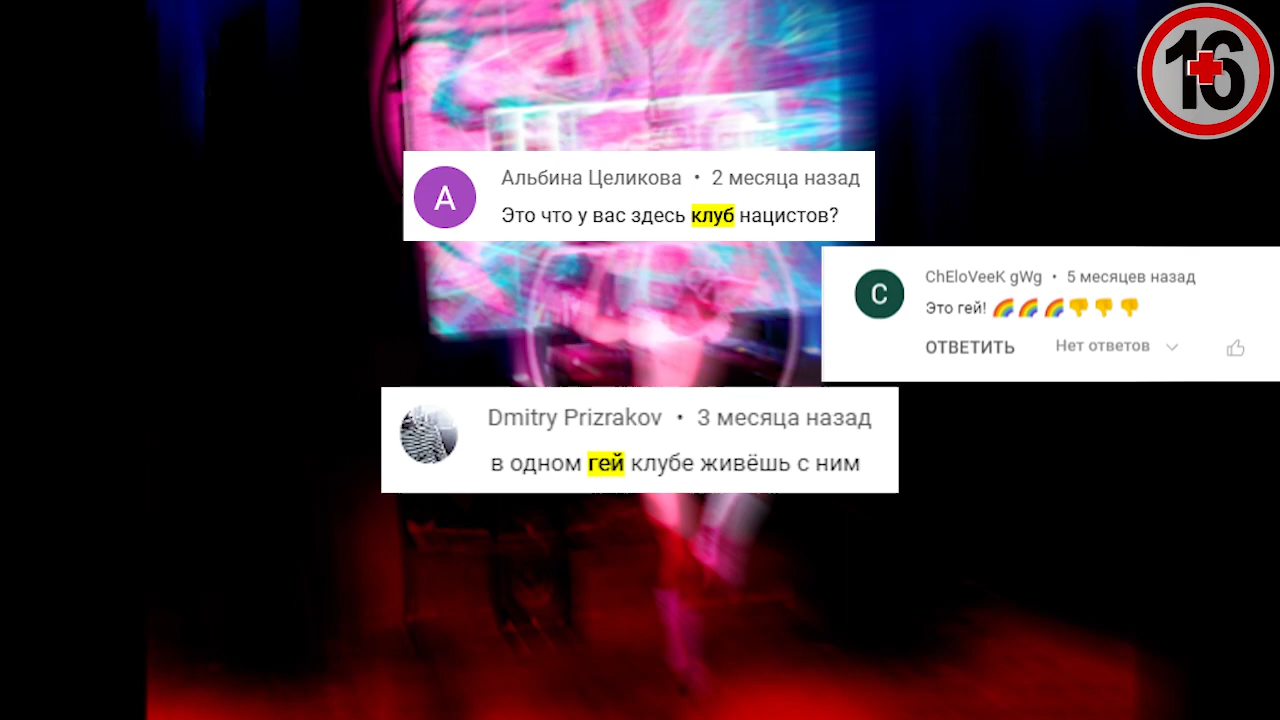 16
А
Альбина Целикова • 2 месяца назад
Это что у вас здесь клуб нацистов?
C
ChEloVeeK gWg • 5 месяцев назад
Это гей! 🌈🌈🌈👎👎👎
ОТВЕТИТЬ Нет ответов
Dmitry Prizrakov • 3 месяца назад
в одном гей клубе живёшь с ним